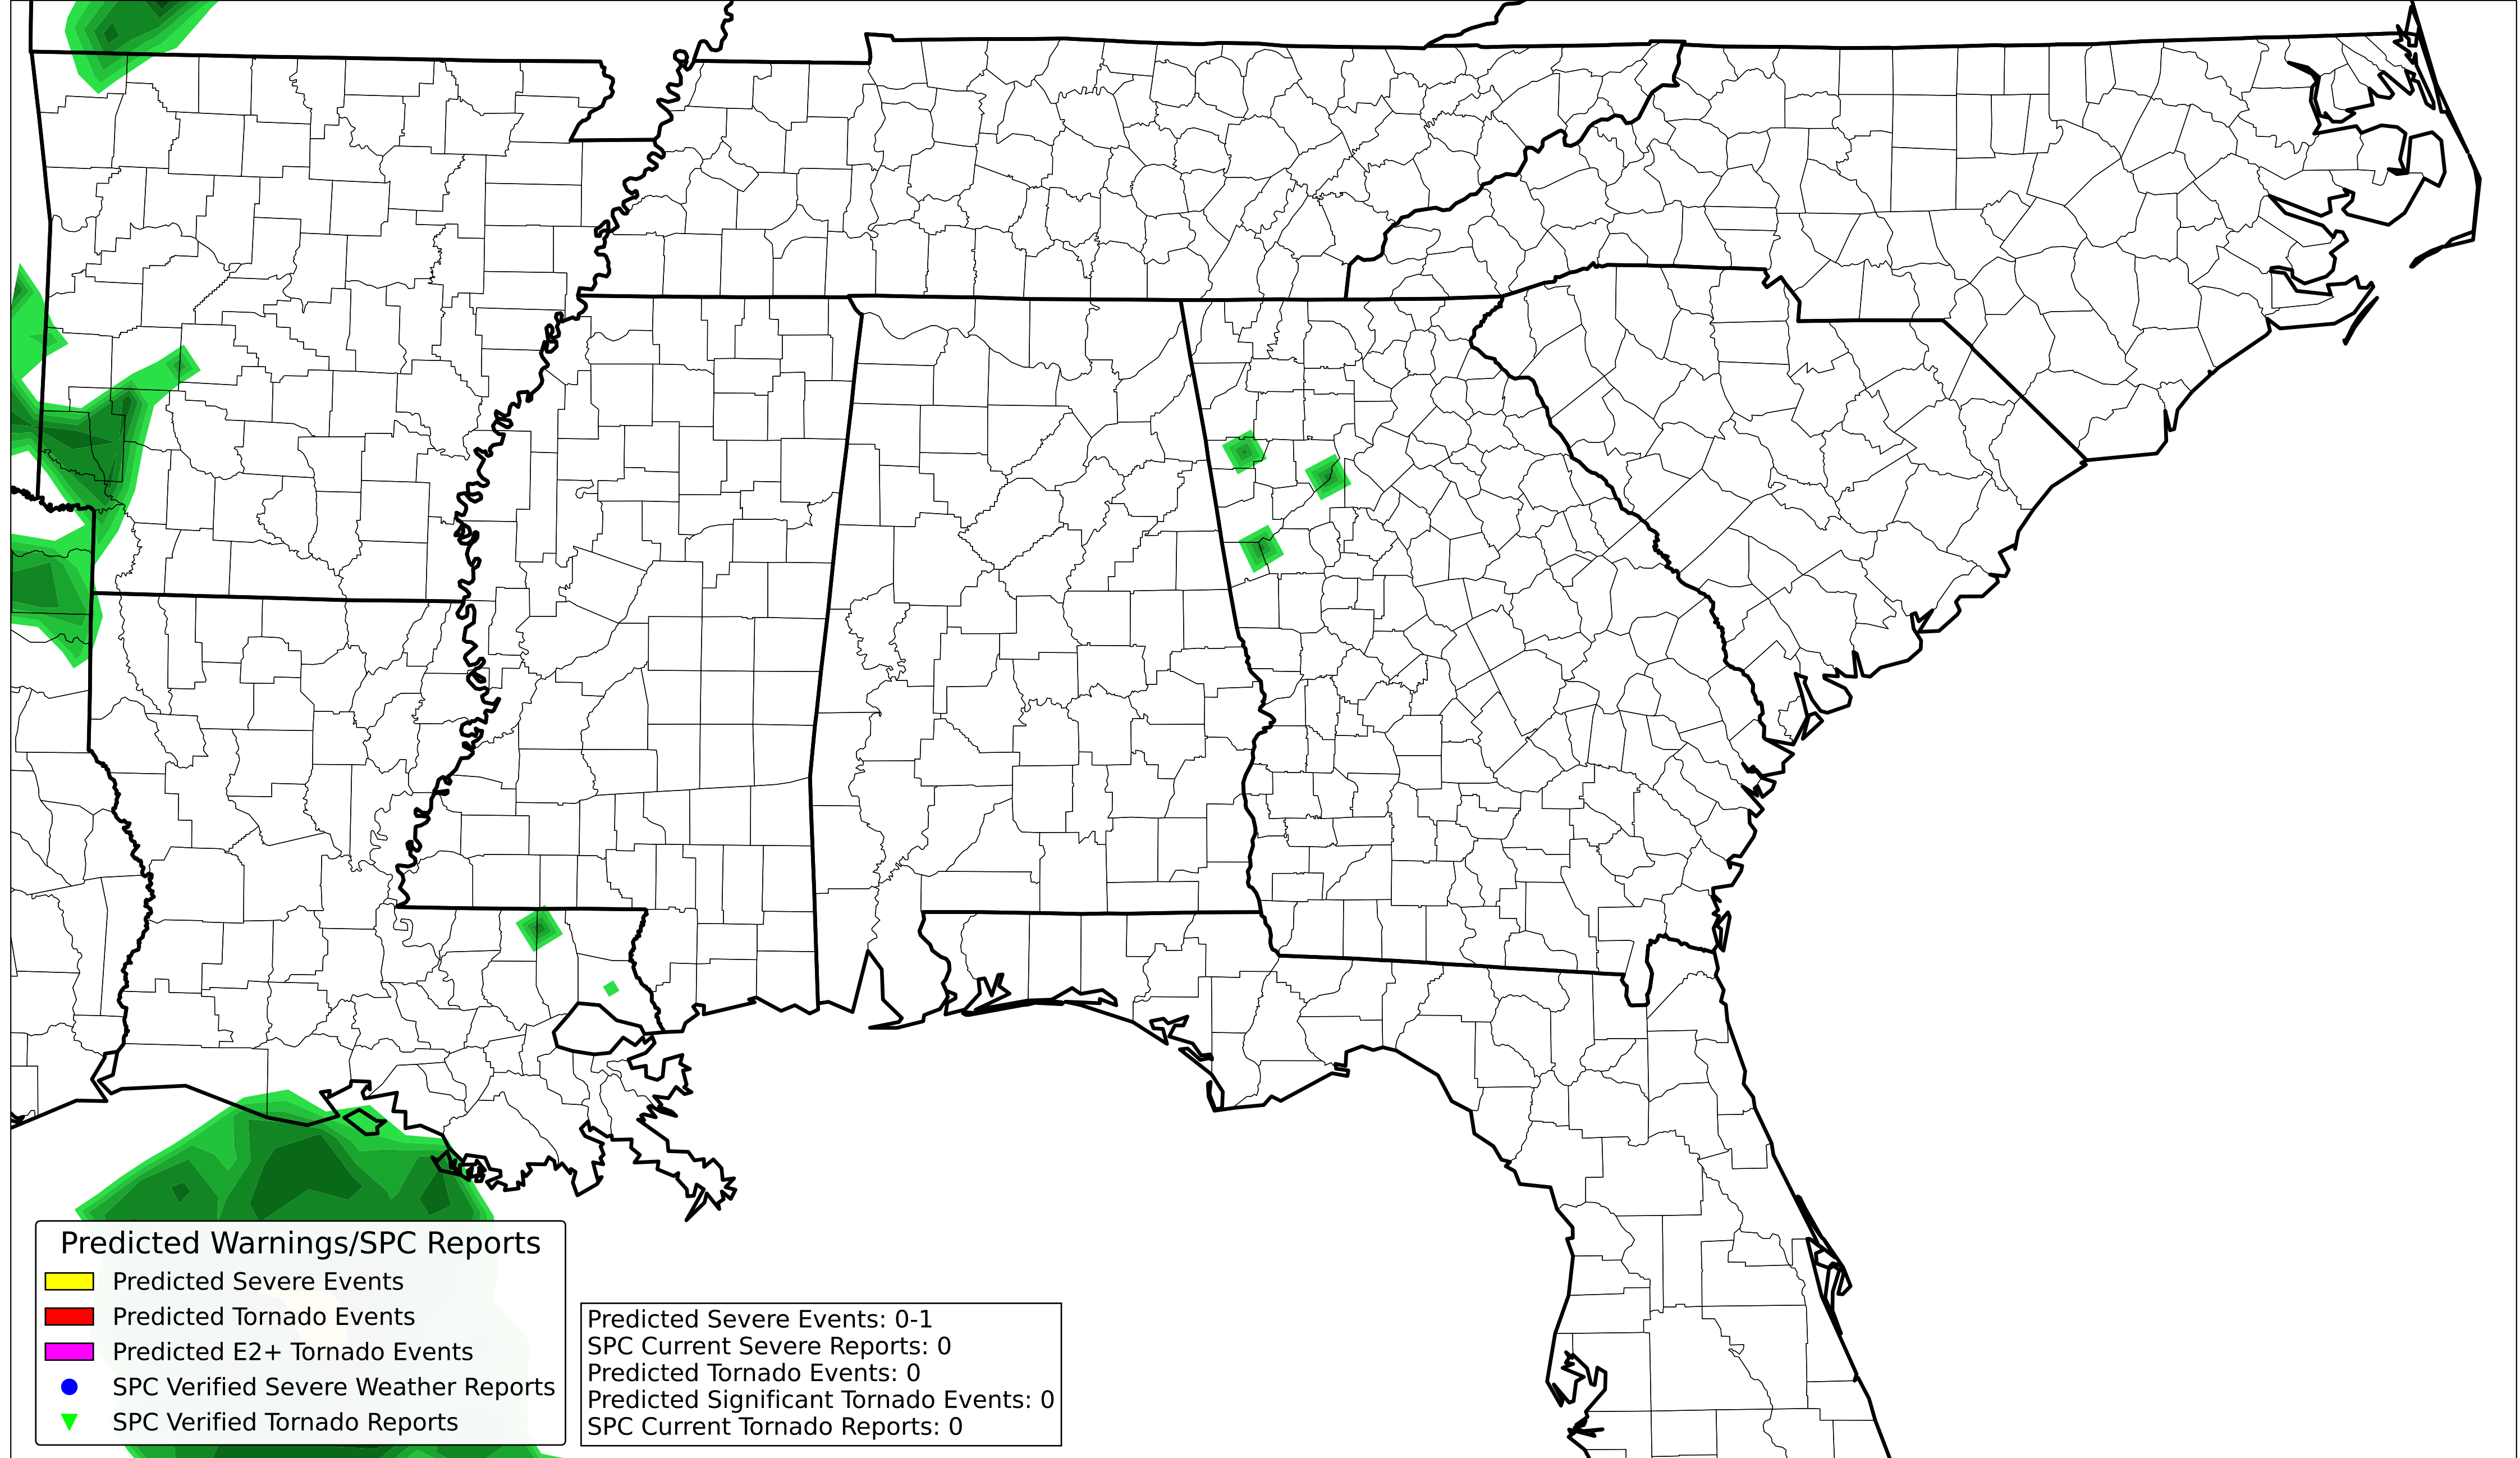 Predicted Warnings/SPC Reports
Predicted Severe Events
Predicted Tornado Events
Predicted E2+ Tornado Events
SPC Verified Severe Weather Reports
SPC Verified Tornado Reports
Predicted Severe Events: 0-1
SPC Current Severe Reports: 0
Predicted Tornado Events: 0
Predicted Significant Tornado Events: 0
SPC Current Tornado Reports: 0